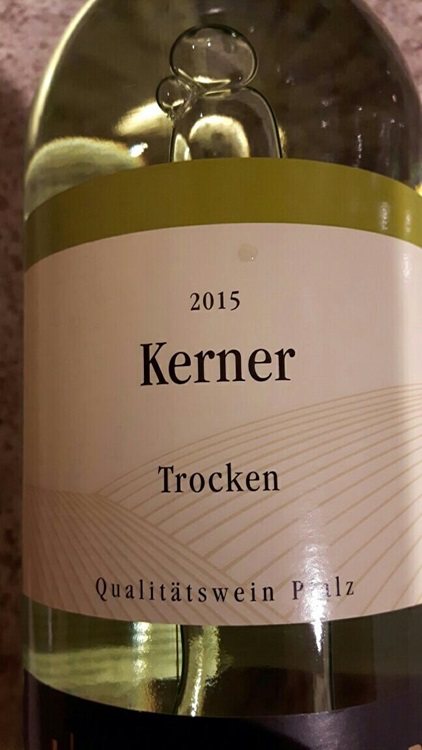 2015
Kerner
Trocken
Qualitätswein Pfalz